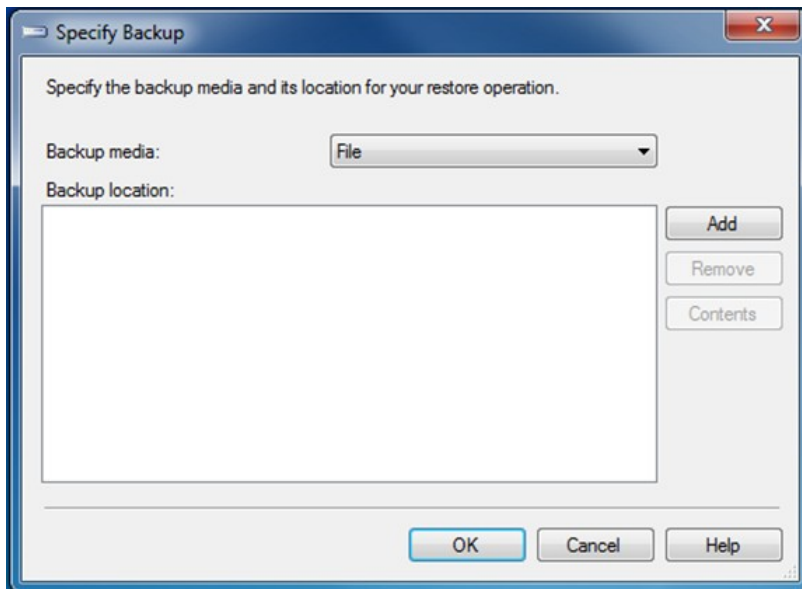 Specify Backup
Specify the backup media and its location for your restore operation.
Backup media:
File
Backup location:
Add
Remove
Contents
OK
Cancel
Help